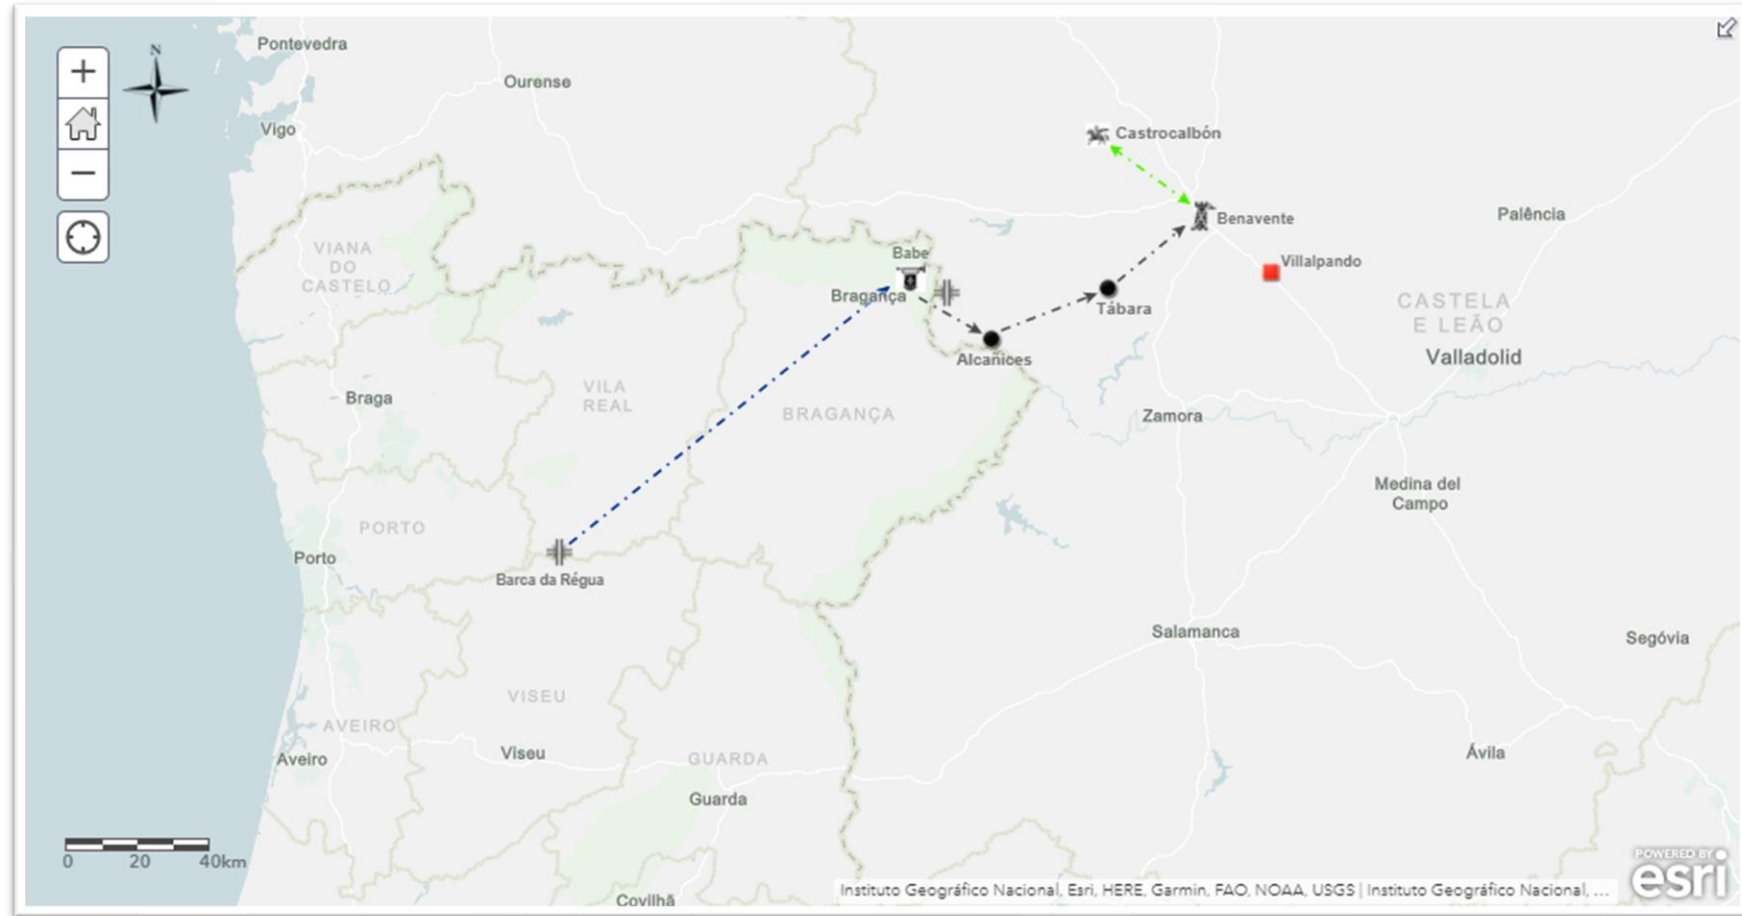 Pontevedra
N
Ourense
Vigo
Castrocalbón
Palência
Benavente
VIANA
DO
CASTELO
Babe
Villalpando
Bragança
Tábara
CASTELA
E LEÃO
Alcañices
Valladolid
Braga
VILA
REAL
BRAGANÇA
Zamora
Medina del
Campo
PORTO
Porto
Barca da Régua
Salamanca
Segóvia
VISEU
AVEIRO
Aveiro
Viseu
GUARDA
Ávila
Guarda
0 20 40km
Covilhã
Instituto Geográfico Nacional, Esri, HERE, Garmin, FAO, NOAA, USGS | Instituto Geográfico Nacional, ...
POWERED BY
esri